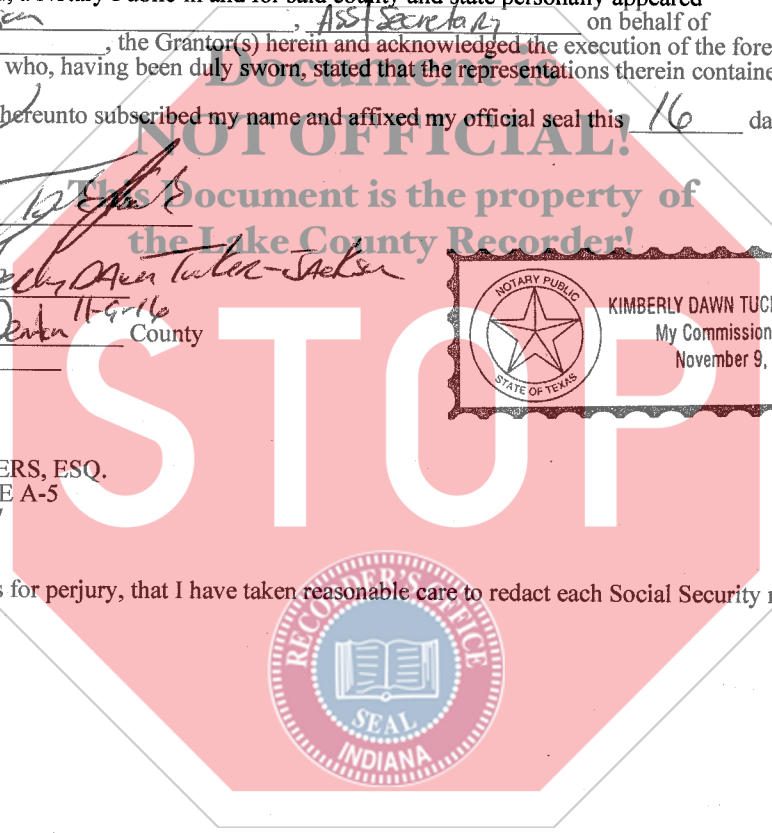 , a Notary Public in and for said county and state personally appeared
, Asst Secretary on behalf of
, the Grantor(s) herein and acknowledged the execution of the fore
who, having been duly sworn, stated that the representations therein containe
Document is
hereunto subscribed my name and affixed my official seal this 16 da
NOT OFFICIAL!
This Document is the property of
the Lake County Recorder!
Dawn Tucker-Jackson
11-9-16
Denton County
NOTARY PUBLIC
STATE OF TEXAS
KIMBERLY DAWN TUC
My Commission
November 9,
STOP
ERS, ESQ.
E A-5
s for perjury, that I have taken reasonable care to redact each Social Security
RECORDER'S OFFICE
SEAL
INDIANA